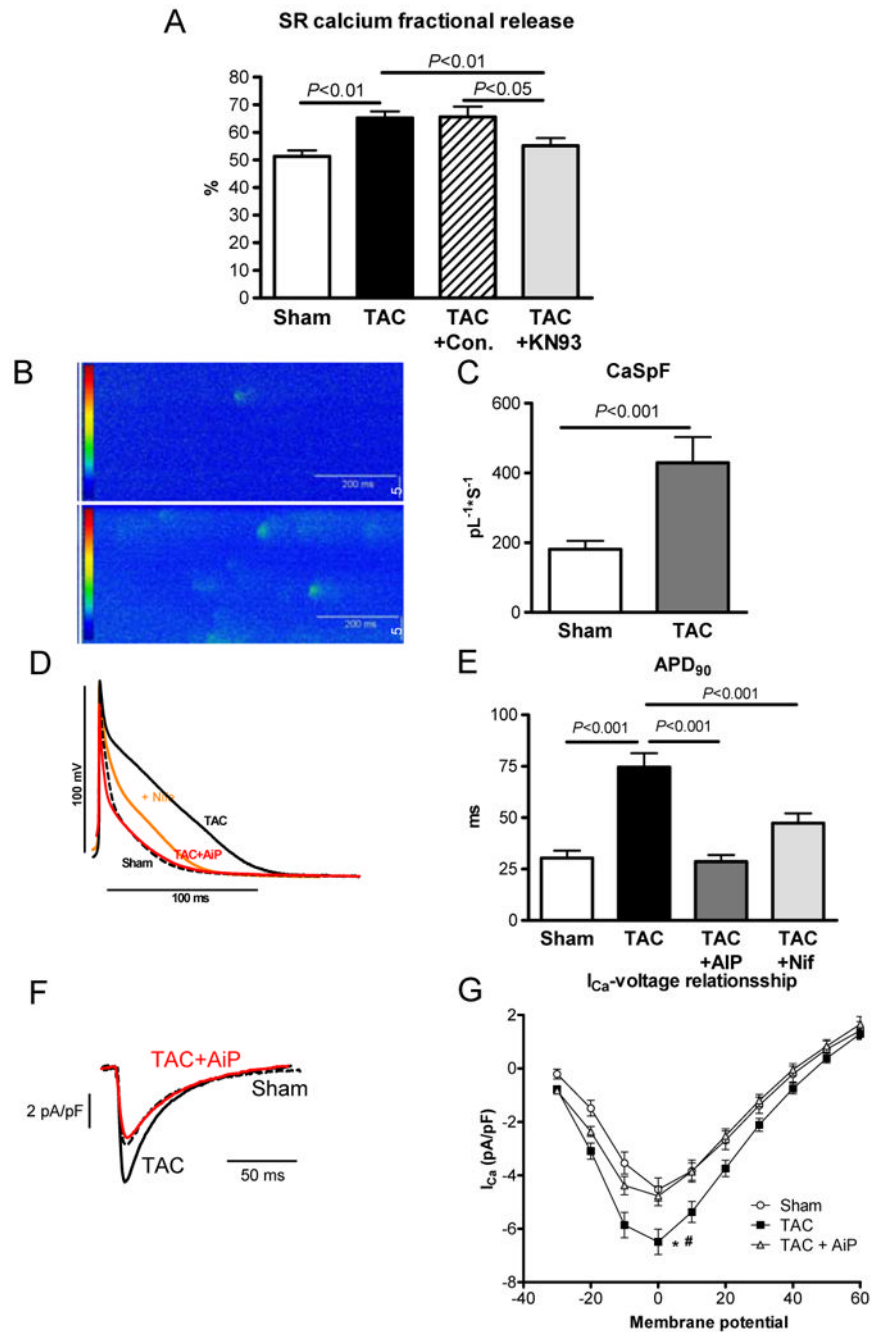 A
SR calcium fractional release
P<0.01
P<0.01
P<0.05
80
70
60
50
40
30
20
10
0
%
Sham
TAC
TAC
+Con.
TAC
+KN93
B
200 ms
5
200 ms
5
C
CaSpF
P<0.001
600
400
200
0
pL⁻¹*S⁻¹
Sham
TAC
D
100 mV
+ Nife
TAC
Sham
TAC+AiP
100 ms
E
APD₉₀
P<0.001
P<0.001
P<0.001
100
75
50
25
0
ms
Sham
TAC
TAC
+AIP
TAC
+Nif
F
TAC+AiP
Sham
2 pA/pF
TAC
50 ms
I_Ca-voltage relationsship
G
2
0
-2
-4
-6
-8
I_Ca (pA/pF)
Sham
TAC
TAC + AiP
* #
-40 -20 0 20 40 60
Membrane potential